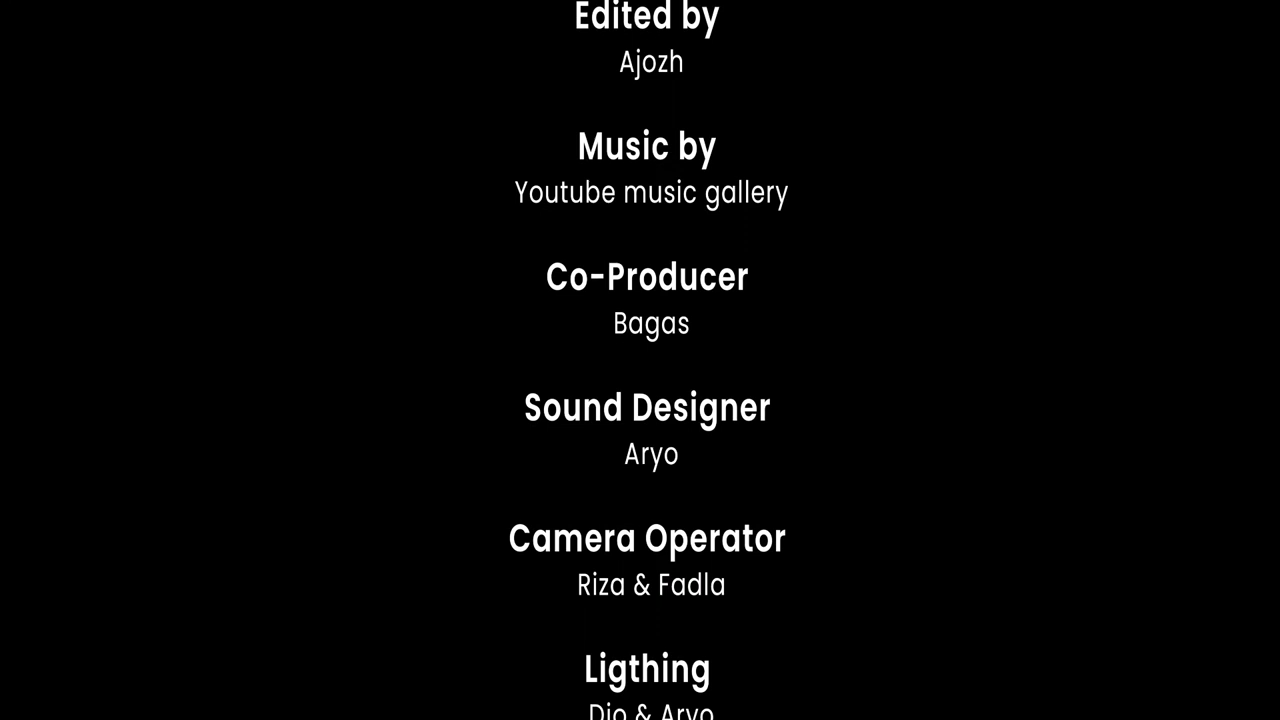 Edited by
Ajozh
Music by
Youtube music gallery
Co-Producer
Bagas
Sound Designer
Aryo
Camera Operator
Riza & Fadla
Ligthing
& Aryo